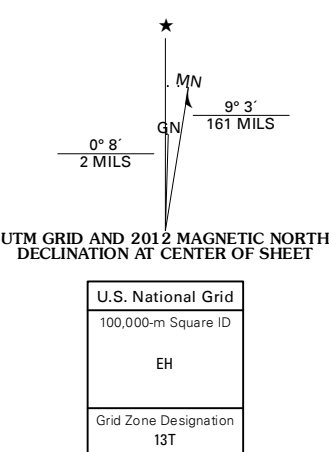 ★
MN
GN
9° 3´
161 MILS
0° 8´
2 MILS
UTM GRID AND 2012 MAGNETIC NORTH
DECLINATION AT CENTER OF SHEET
U.S. National Grid
100,000-m Square ID
EH
Grid Zone Designation
13T